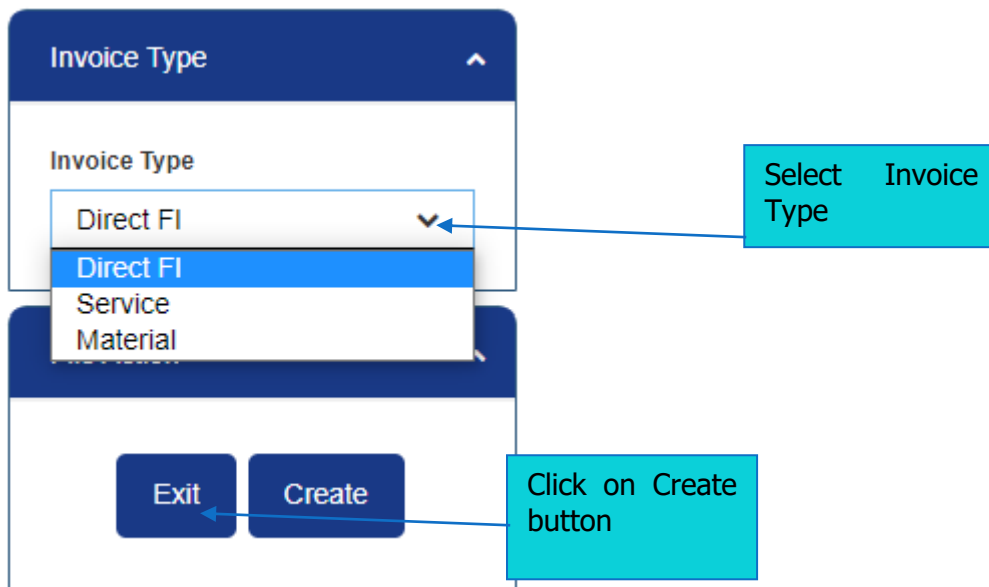 Invoice Type
Invoice Type
Direct FI
Direct FI
Service
Material
Select Invoice
Type
Exit
Create
Click on Create
button